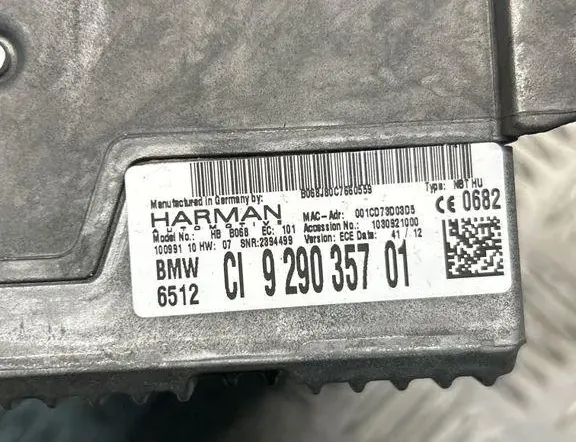 B068J80C7660559
Manufactured in Germany by: Type: NBT HU
HARMAN MAC-Adr: 001CD73D03D5 CE 0682
AUTOMOTIVE Accession No.: 1030921000
Model No.: HB B068 EC: 101 Version: ECE Date: 41 / 12
100991 10 HW: 07 SNR:2394499
BMW CI 9 290 357 01
6512